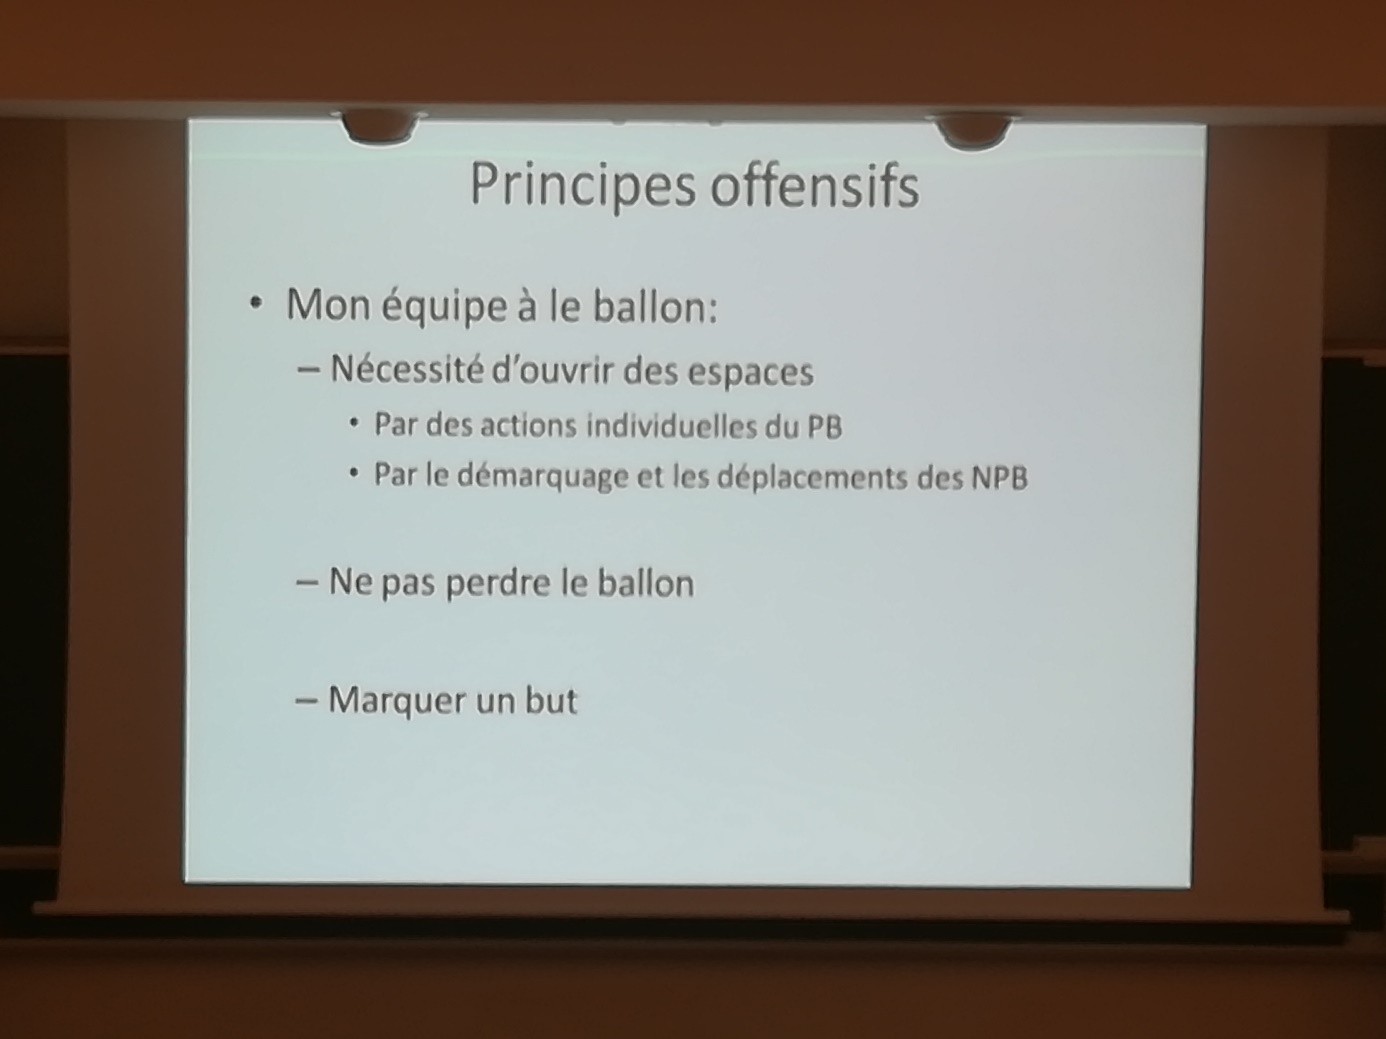 Principes offensifs
• Mon équipe à le ballon:
– Nécessité d'ouvrir des espaces
• Par des actions individuelles du PB
• Par le démarquage et les déplacements des NPB
– Ne pas perdre le ballon
– Marquer un but